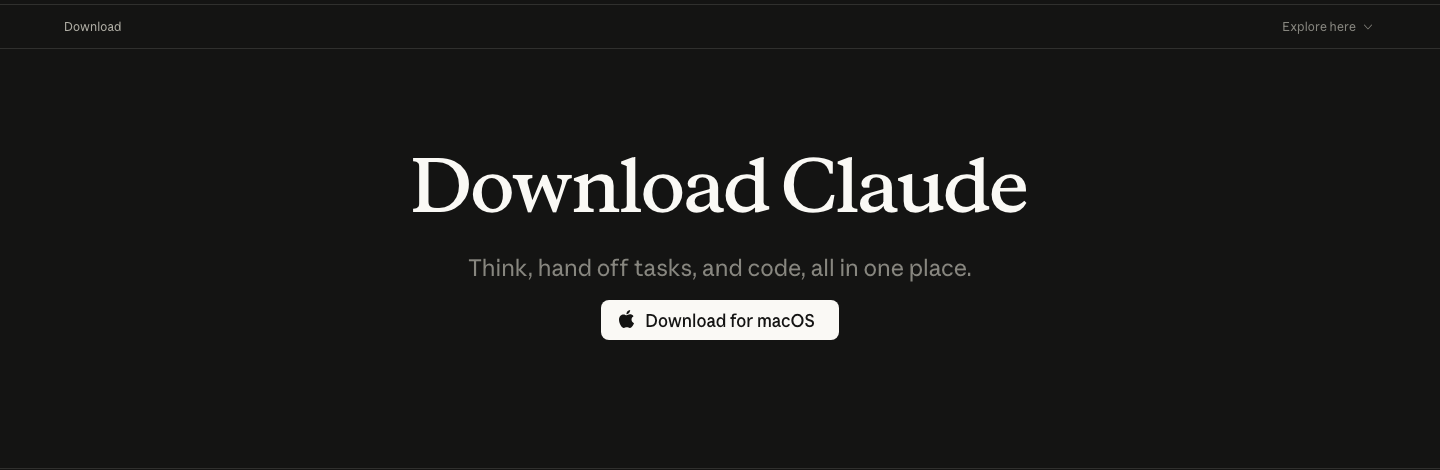 Download
Explore here
Download Claude
Think, hand off tasks, and code, all in one place.
Download for macOS